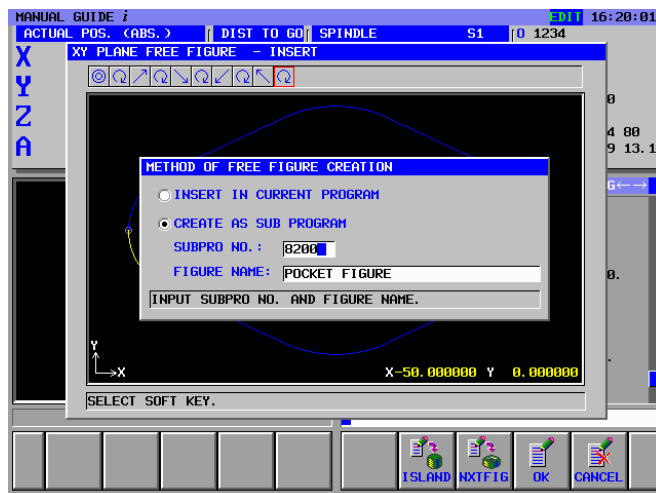 MANUAL GUIDE i EDIT 16:20:01
ACTUAL POS. (ABS.) DIST TO GO SPINDLE S1 O 1234
XY PLANE FREE FIGURE - INSERT
X
Y
Z
A
0
4 80
9 13.1
METHOD OF FREE FIGURE CREATION
G←→
INSERT IN CURRENT PROGRAM
CREATE AS SUB PROGRAM
SUBPRO NO.: 8200
FIGURE NAME: POCKET FIGURE
0.
INPUT SUBPRO NO. AND FIGURE NAME.
Y
X
X-50.000000 Y 0.000000
.
SELECT SOFT KEY.
ISLAND NXTFIG OK CANCEL